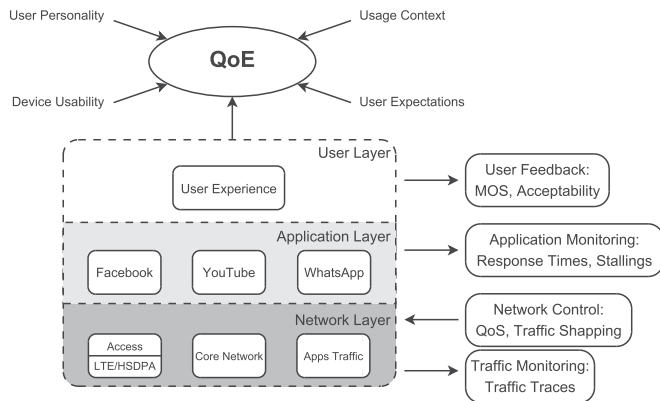 User Personality
Usage Context
QoE
Device Usability
User Expectations
User Layer
User Experience
User Feedback:
MOS, Acceptability
Application Layer
Facebook
YouTube
WhatsApp
Application Monitoring:
Response Times, Stallings
Network Layer
Access
LTE/HSDPA
Core Network
Apps Traffic
Network Control:
QoS, Traffic Shapping
Traffic Monitoring:
Traffic Traces